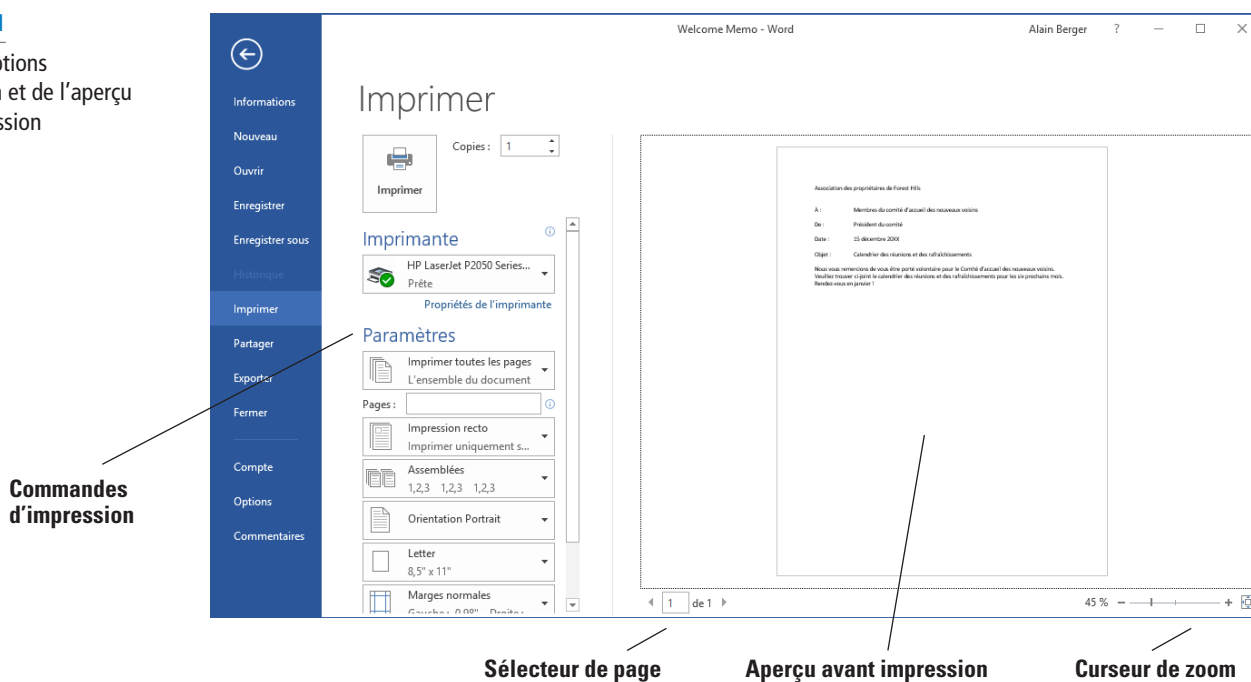 et de l'aperçu
Welcome Memo - Word
Alain Berger
?
Informations
Nouveau
Ouvrir
Enregistrer
Enregistrer sous
Historique
Imprimer
Partager
Exporter
Fermer
Compte
Options
Commentaires
Imprimer
Imprimer
Copies : 1
Imprimante
HP LaserJet P2050 Series...
Prête
Propriétés de l'imprimante
Paramètres
Imprimer toutes les pages
L'ensemble du document
Pages :
Impression recto
Imprimer uniquement s...
Assemblées
1,2,3 1,2,3 1,2,3
Orientation Portrait
Letter
8,5" x 11"
Marges normales
Gauche : 0,98" Droite :
Association des propriétaires de Forest Hills
À : Membres du comité d'accueil des nouveaux voisins
De : Président du comité
Date : 15 décembre 20XX
Objet : Calendrier des réunions et des rafraîchissements
Nous vous remercions de vous être porté volontaire pour le Comité d'accueil des nouveaux voisins.
Veuillez trouver ci-joint le calendrier des réunions et des rafraîchissements pour les six prochains mois.
Rendez-vous en janvier !
1 de 1
45 %
Commandes
d'impression
Sélecteur de page
Aperçu avant impression
Curseur de zoom